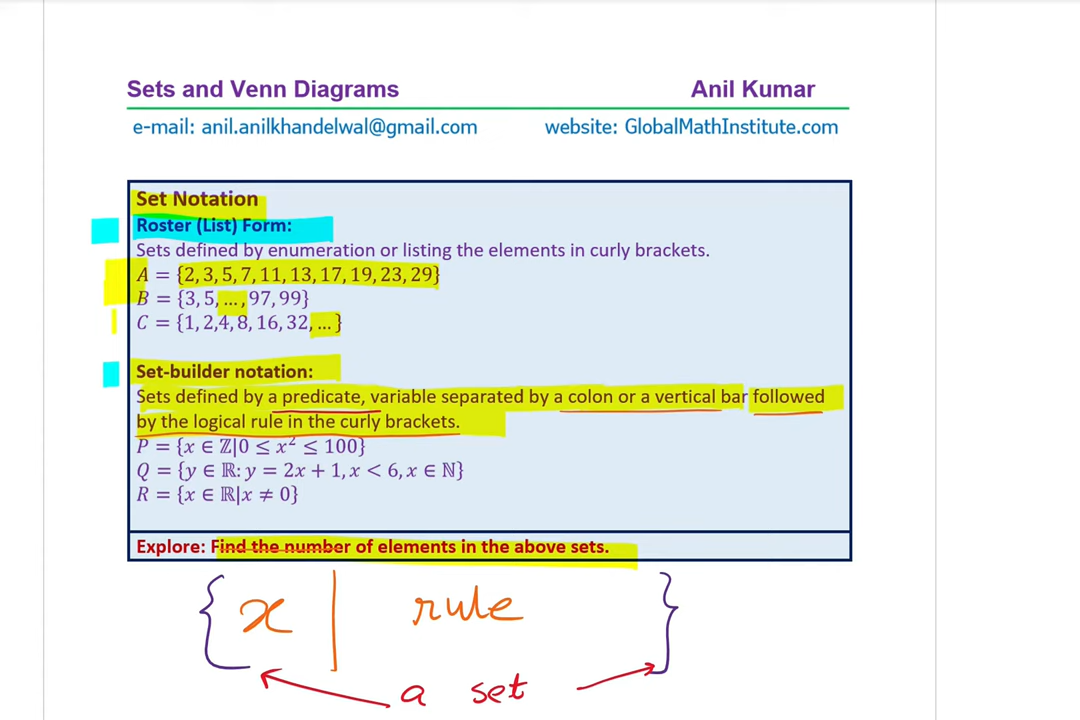 Sets and Venn Diagrams Anil Kumar
e-mail: anil.anilkhandelwal@gmail.com website: GlobalMathInstitute.com
Set Notation
Roster (List) Form:
Sets defined by enumeration or listing the elements in curly brackets.
A = {2, 3, 5, 7, 11, 13, 17, 19, 23, 29}
B = {3, 5, ..., 97, 99}
C = {1, 2,4, 8, 16, 32, ... }
Set-builder notation:
Sets defined by a predicate, variable separated by a colon or a vertical bar followed
by the logical rule in the curly brackets.
P = {x ∈ ℤ|0 ≤ x² ≤ 100}
Q = {y ∈ ℝ: y = 2x + 1, x < 6, x ∈ ℕ}
R = {x ∈ ℝ|x ≠ 0}
Explore: Find the number of elements in the above sets.
{ x | rule }
a set